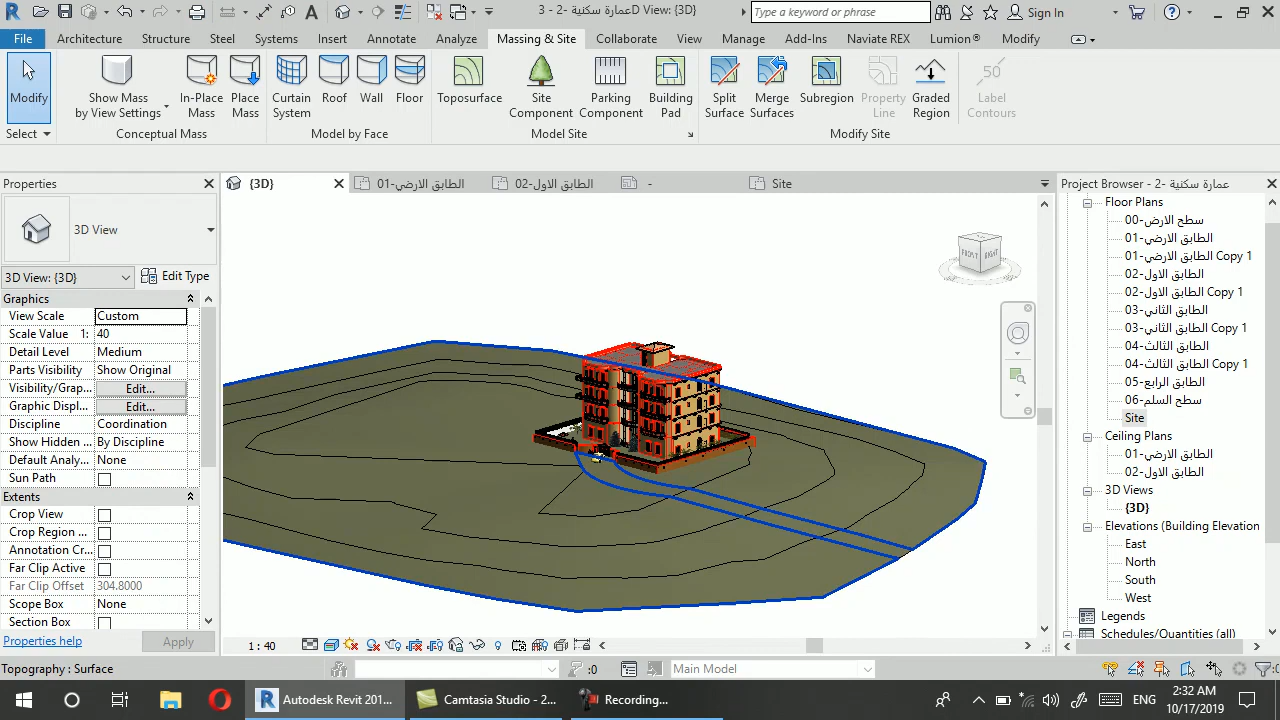 عمارة سكنية -2 - 3D View: {3D}
Type a keyword or phrase
Sign In
File
Architecture
Structure
Steel
Systems
Insert
Annotate
Analyze
Massing & Site
Collaborate
View
Manage
Add-Ins
Naviate REX
Lumion®
Modify
Modify
Show Mass
by View Settings
In-Place
Mass
Place
Mass
Curtain
System
Roof
Wall
Floor
Toposurface
Site
Component
Parking
Component
Building
Pad
Split
Surface
Merge
Surfaces
Subregion
Property
Line
Graded
Region
50
Label
Contours
Select
Conceptual Mass
Model by Face
Model Site
Modify Site
Properties
{3D}
الطابق الارضي-01
الطابق الاول-02
-
Site
Project Browser - عمارة سكنية -2
3D View
3D View: {3D}
Edit Type
Graphics
View Scale
Custom
Scale Value 1:
40
Detail Level
Medium
Parts Visibility
Show Original
Visibility/Grap...
Edit...
Graphic Displ...
Edit...
Discipline
Coordination
Show Hidden ...
By Discipline
Default Analy...
None
Sun Path
Extents
Crop View
Crop Region ...
Annotation Cr...
Far Clip Active
Far Clip Offset
304.8000
Scope Box
None
Section Box
Properties help
Apply
FRONT
RIGHT
Floor Plans
سطح الارض-00
الطابق الارضي-01
الطابق الارضي-01 Copy 1
الطابق الاول-02
الطابق الاول-02 Copy 1
الطابق الثاني-03
الطابق الثاني-03 Copy 1
الطابق الثالث-04
الطابق الثالث-04 Copy 1
الطابق الرابع-05
سطح السلم-06
Site
Ceiling Plans
الطابق الارضي-01
الطابق الاول-02
3D Views
{3D}
Elevations (Building Elevation
East
North
South
West
Legends
Schedules/Quantities (all)
1 : 40
Topography : Surface
:0
Main Model
:0
Autodesk Revit 201...
Camtasia Studio - 2...
Recording...
ENG
2:32 AM
10/17/2019